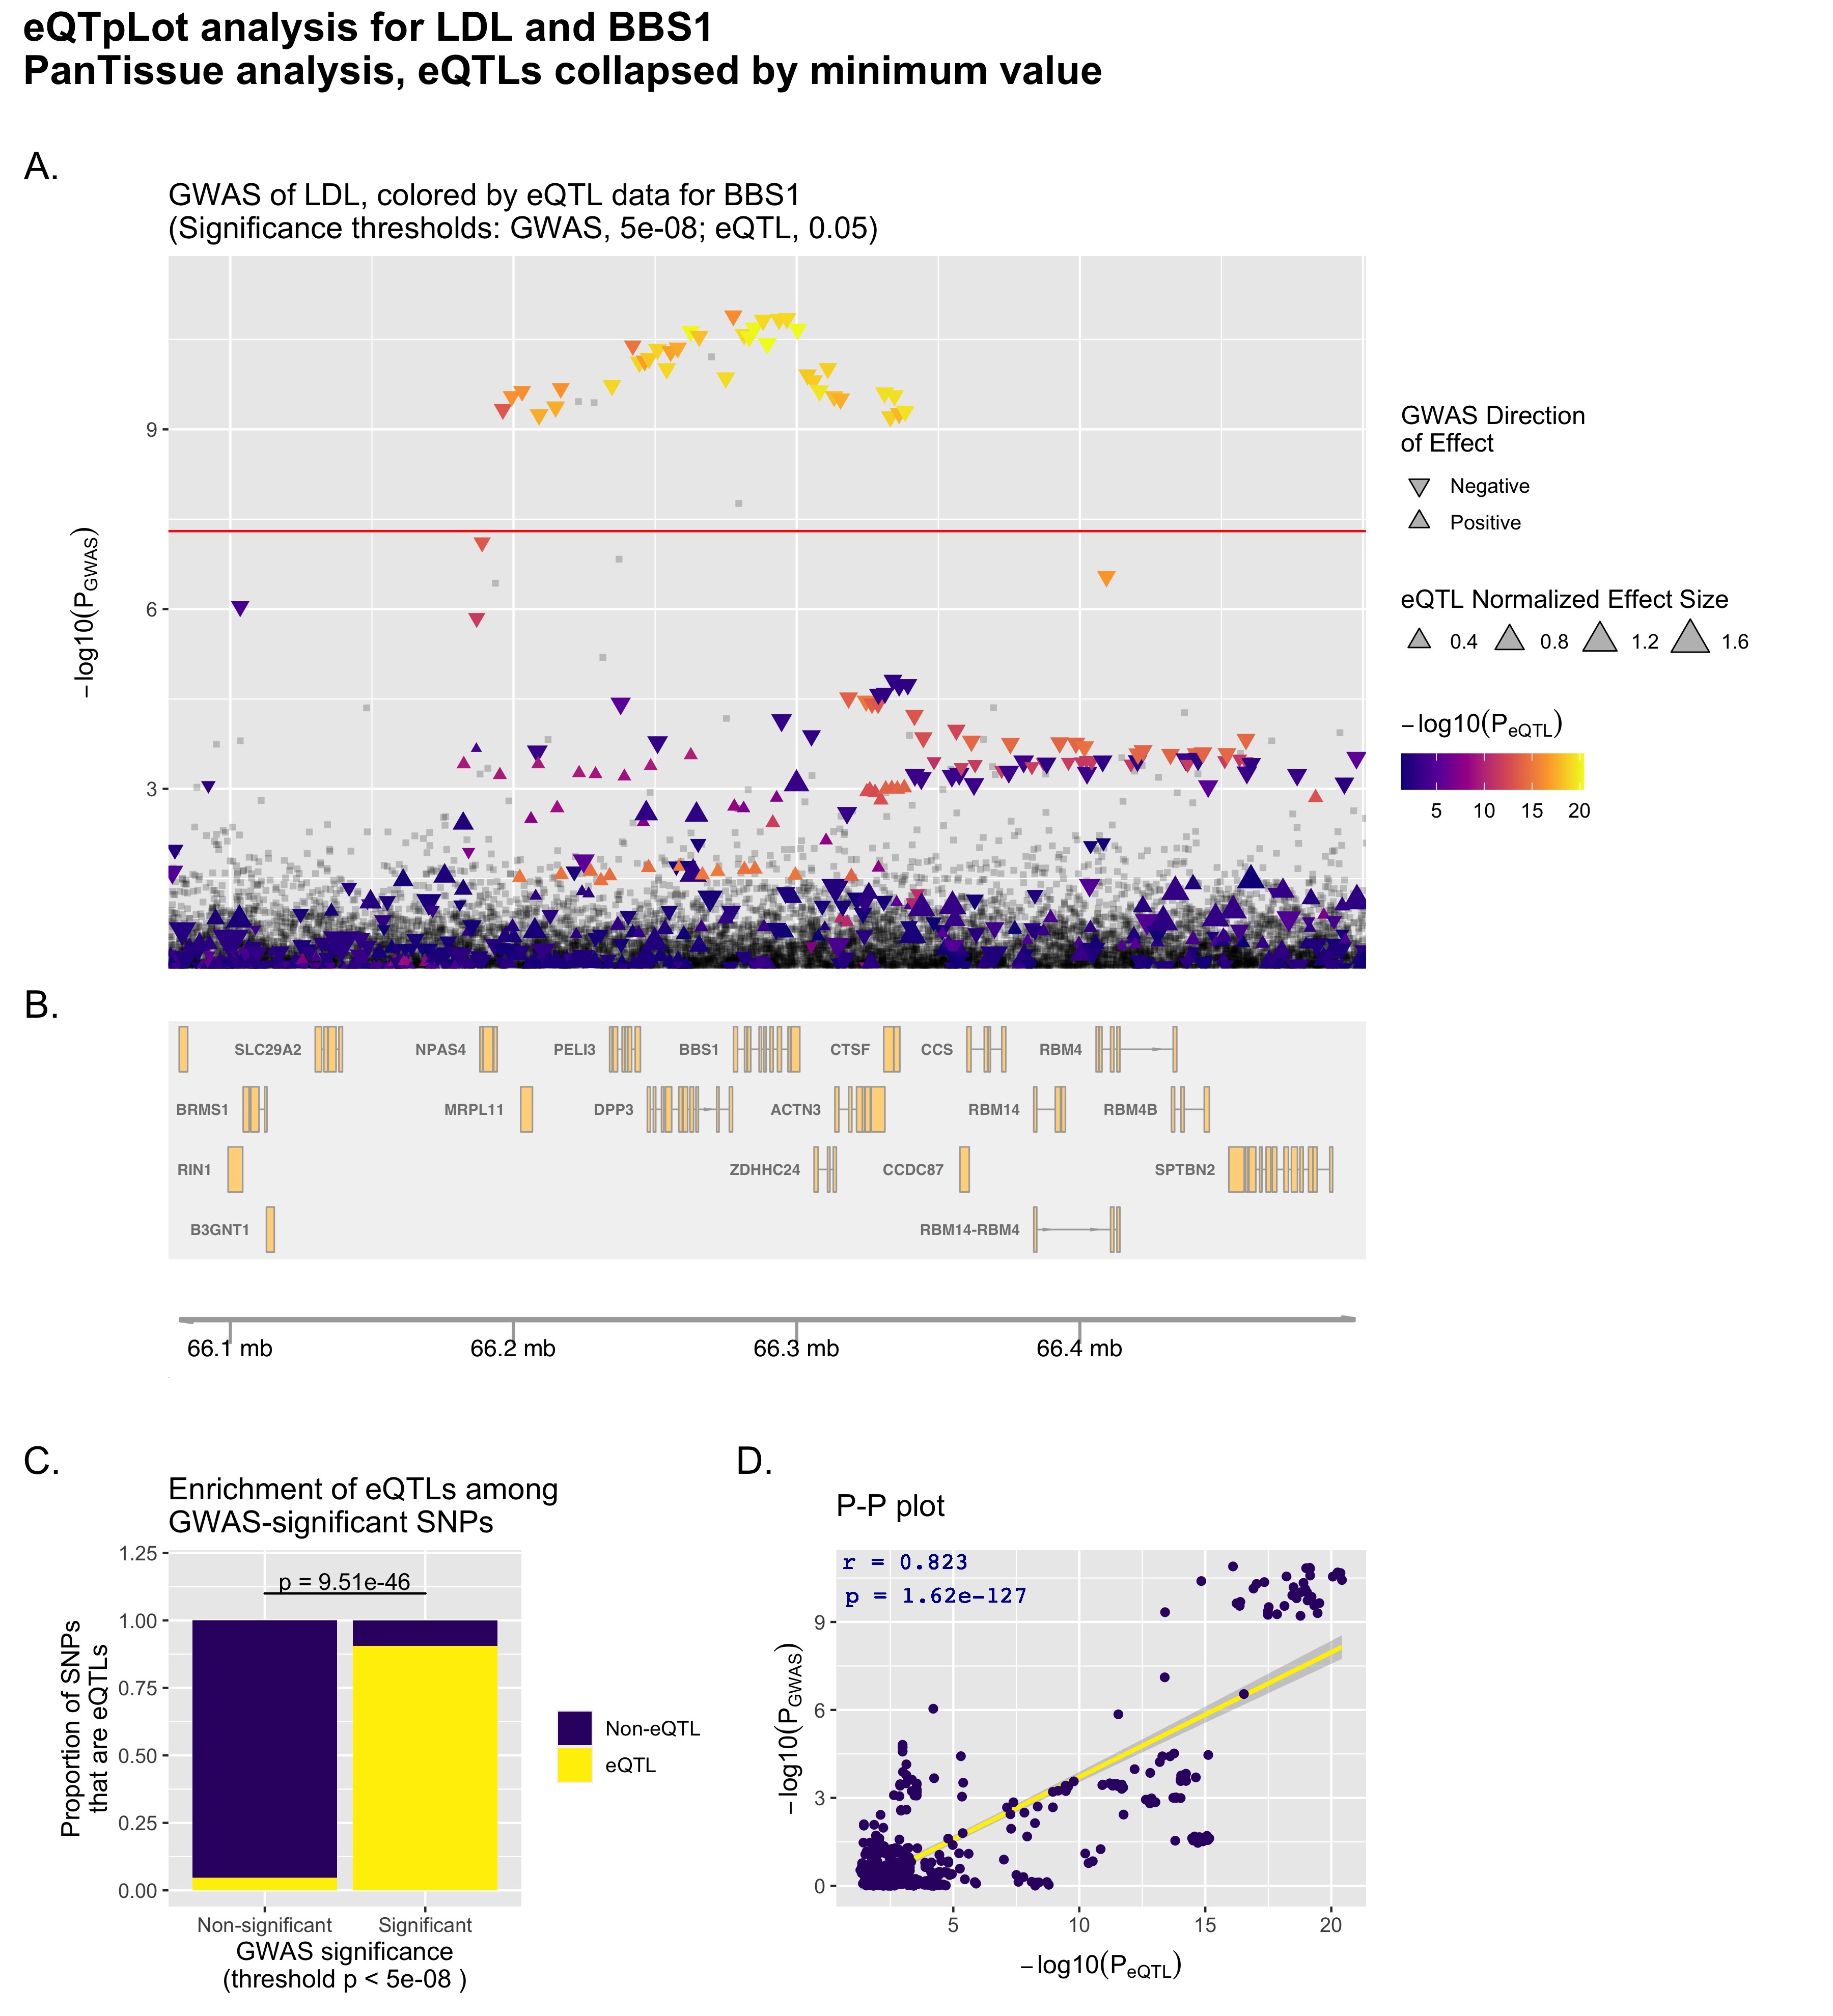 eQTpLot analysis for LDL and BBS1
PanTissue analysis, eQTLs collapsed by minimum value
A.
GWAS of LDL, colored by eQTL data for BBS1
(Significance thresholds: GWAS, 5e-08; eQTL, 0.05)
−log10(PGWAS)
9
6
3
GWAS Direction
of Effect
Negative
Positive
eQTL Normalized Effect Size
0.4 0.8 1.2 1.6
−log10(PeQTL)
5 10 15 20
B.
SLC29A2 NPAS4 PELI3 BBS1 CTSF CCS RBM4
BRMS1 MRPL11 DPP3 ACTN3 RBM14 RBM4B
RIN1 ZDHHC24 CCDC87 SPTBN2
B3GNT1 RBM14-RBM4
66.1 mb 66.2 mb 66.3 mb 66.4 mb
C.
Enrichment of eQTLs among
GWAS-significant SNPs
Proportion of SNPs
that are eQTLs
1.25
1.00
0.75
0.50
0.25
0.00
p = 9.51e-46
Non-significant Significant
GWAS significance
(threshold p < 5e-08 )
Non-eQTL
eQTL
D.
P-P plot
r = 0.823
p = 1.62e-127
−log10(PGWAS)
9
6
3
0
5 10 15 20
−log10(PeQTL)